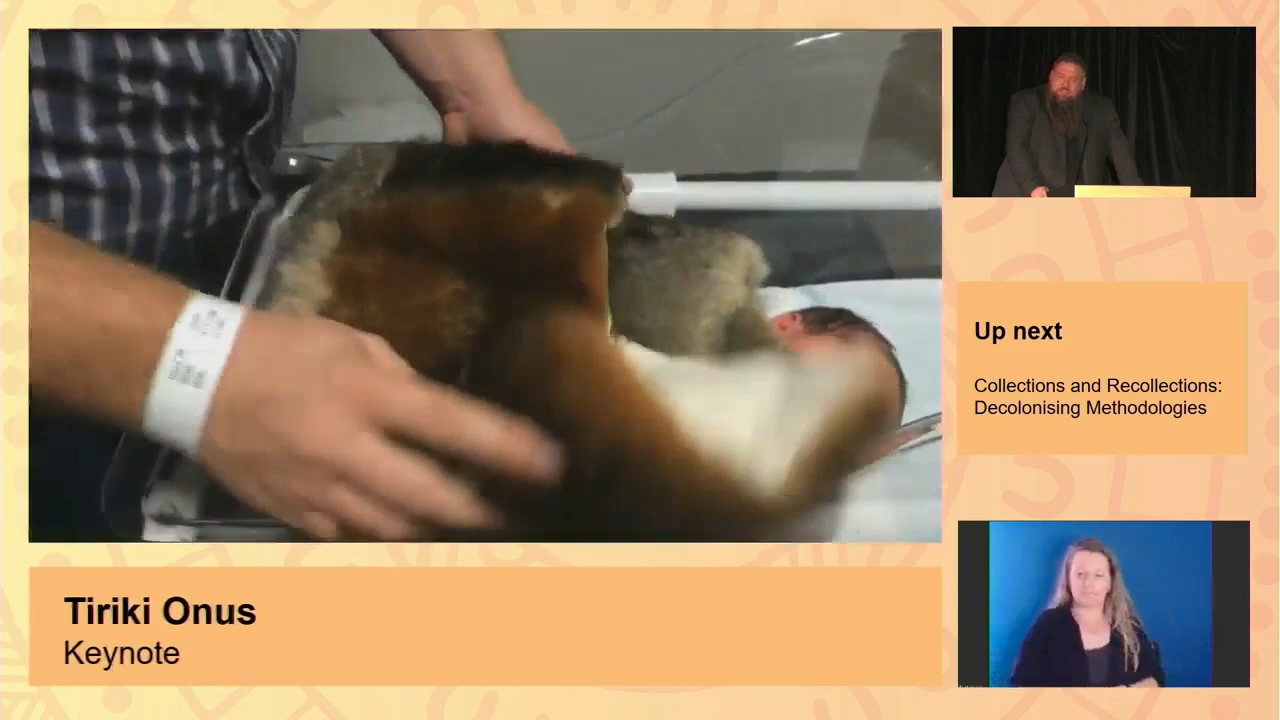 Up next
Collections and Recollections:
Decolonising Methodologies
Tiriki Onus
Keynote